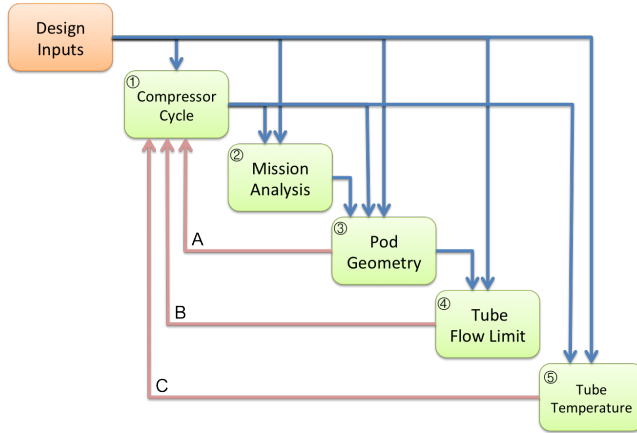 Design
Inputs
①
Compressor
Cycle
②
Mission
Analysis
A
③
Pod
Geometry
B
④
Tube
Flow Limit
C
⑤
Tube
Temperature